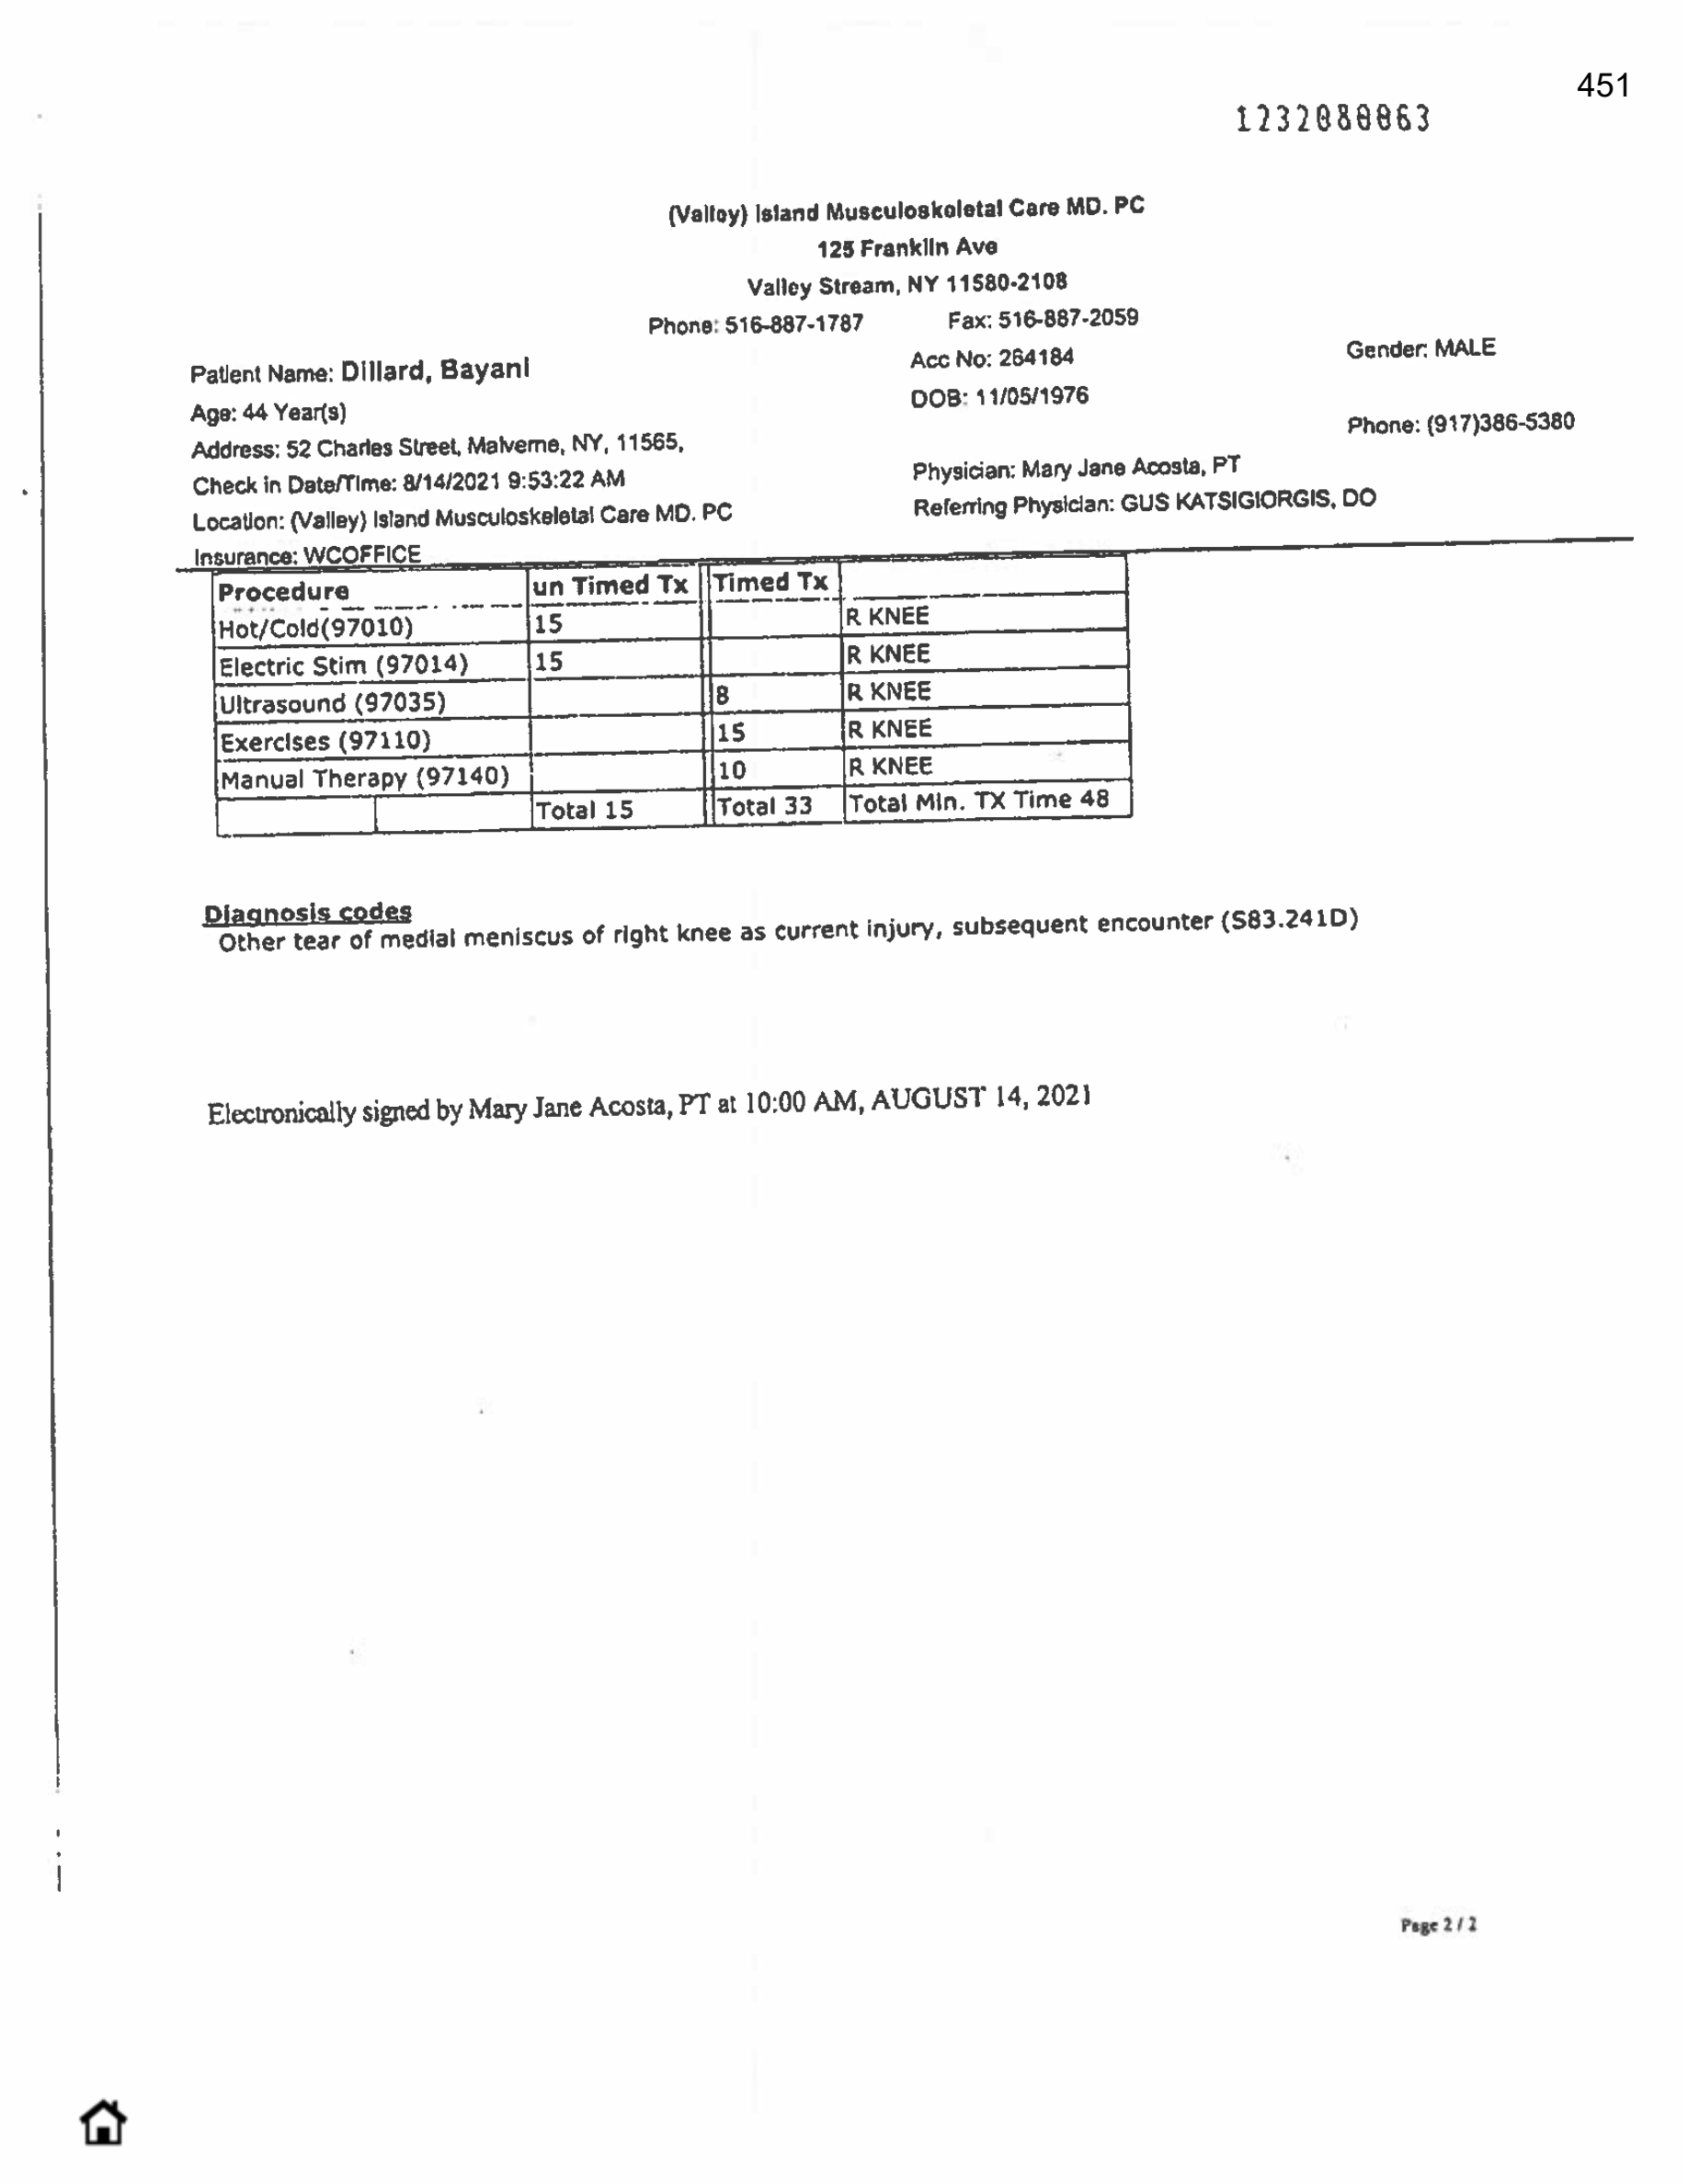 451
1232080063
(Valley) Island Musculoskeletal Care MD. PC
125 Franklin Ave
Valley Stream, NY 11580-2108
Phone: 516-887-1787 Fax: 516-887-2059
Patient Name: Dillard, Bayani Acc No: 264184 Gender: MALE
Age: 44 Year(s) DOB: 11/05/1976
Address: 52 Charles Street, Malverne, NY, 11565, Phone: (917)386-5380
Check in Date/Time: 8/14/2021 9:53:22 AM Physician: Mary Jane Acosta, PT
Location: (Valley) Island Musculoskeletal Care MD. PC Referring Physician: GUS KATSIGIORGIS, DO
Insurance: WCOFFICE
Procedure un Timed Tx Timed Tx
Hot/Cold(97010) 15 R KNEE
Electric Stim (97014) 15 R KNEE
Ultrasound (97035) 8 R KNEE
Exercises (97110) 15 R KNEE
Manual Therapy (97140) 10 R KNEE
Total 15 Total 33 Total Min. TX Time 48
Diagnosis codes
Other tear of medial meniscus of right knee as current injury, subsequent encounter (S83.241D)
Electronically signed by Mary Jane Acosta, PT at 10:00 AM, AUGUST 14, 2021
Page 2 / 2